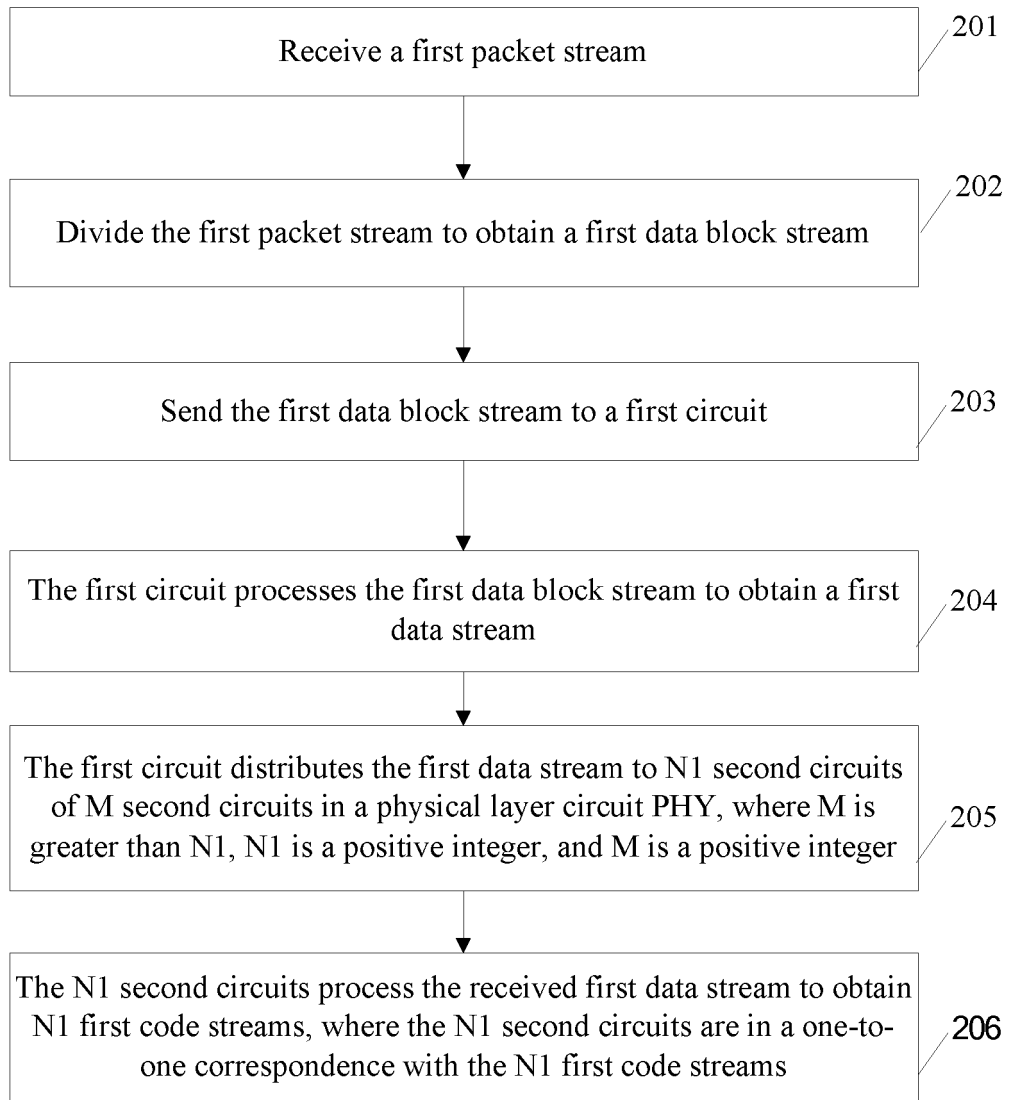 Receive a first packet stream
201
Divide the first packet stream to obtain a first data block stream
202
Send the first data block stream to a first circuit
203
The first circuit processes the first data block stream to obtain a first
data stream
204
The first circuit distributes the first data stream to N1 second circuits
of M second circuits in a physical layer circuit PHY, where M is
greater than N1, N1 is a positive integer, and M is a positive integer
205
The N1 second circuits process the received first data stream to obtain
N1 first code streams, where the N1 second circuits are in a one-to-
one correspondence with the N1 first code streams
206